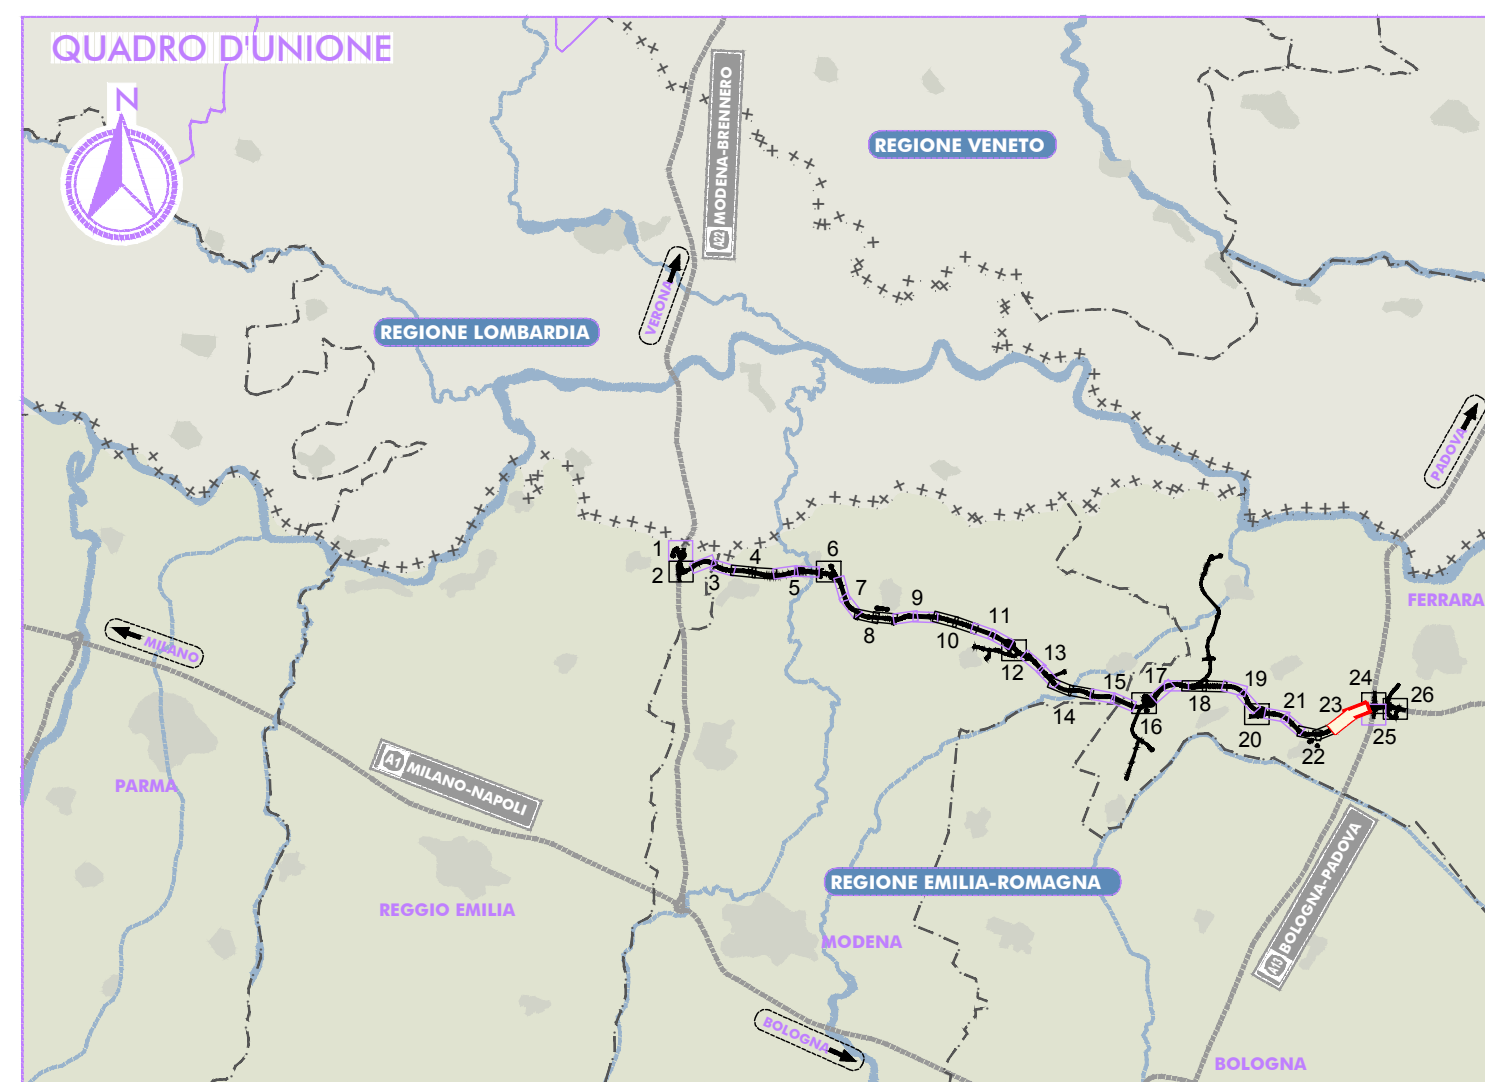 QUADRO D'UNIONE
N
A22 MODENA-BRENNERO
REGIONE VENETO
VERONA
REGIONE LOMBARDIA
PADOVA
1
2
3
4
5
6
7
8
9
10
11
12
13
14
15
16
17
18
19
20
21
22
23
24
25
26
FERRARA
MILANO
A1 MILANO-NAPOLI
PARMA
REGGIO EMILIA
REGIONE EMILIA-ROMAGNA
MODENA
A13 BOLOGNA-PADOVA
BOLOGNA
BOLOGNA